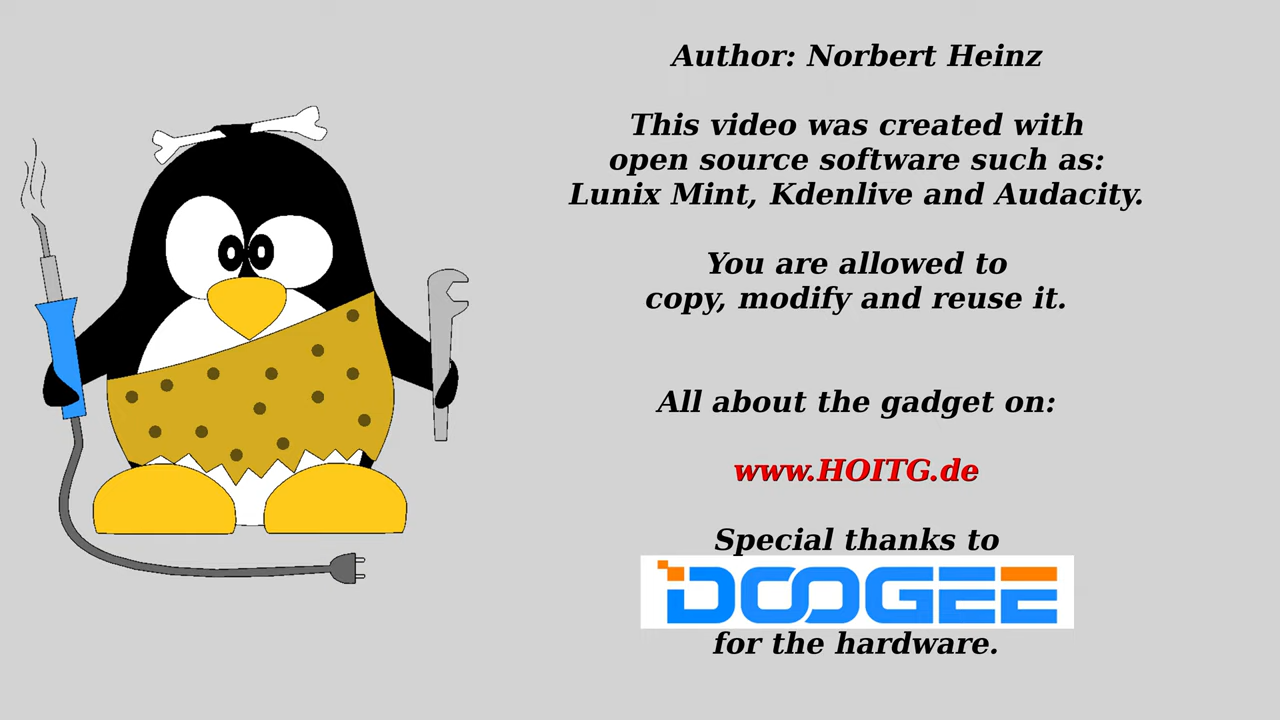 Author: Norbert Heinz
This video was created with
open source software such as:
Lunix Mint, Kdenlive and Audacity.
You are allowed to
copy, modify and reuse it.
All about the gadget on:
www.HOITG.de
Special thanks to
DOOGEE
for the hardware.